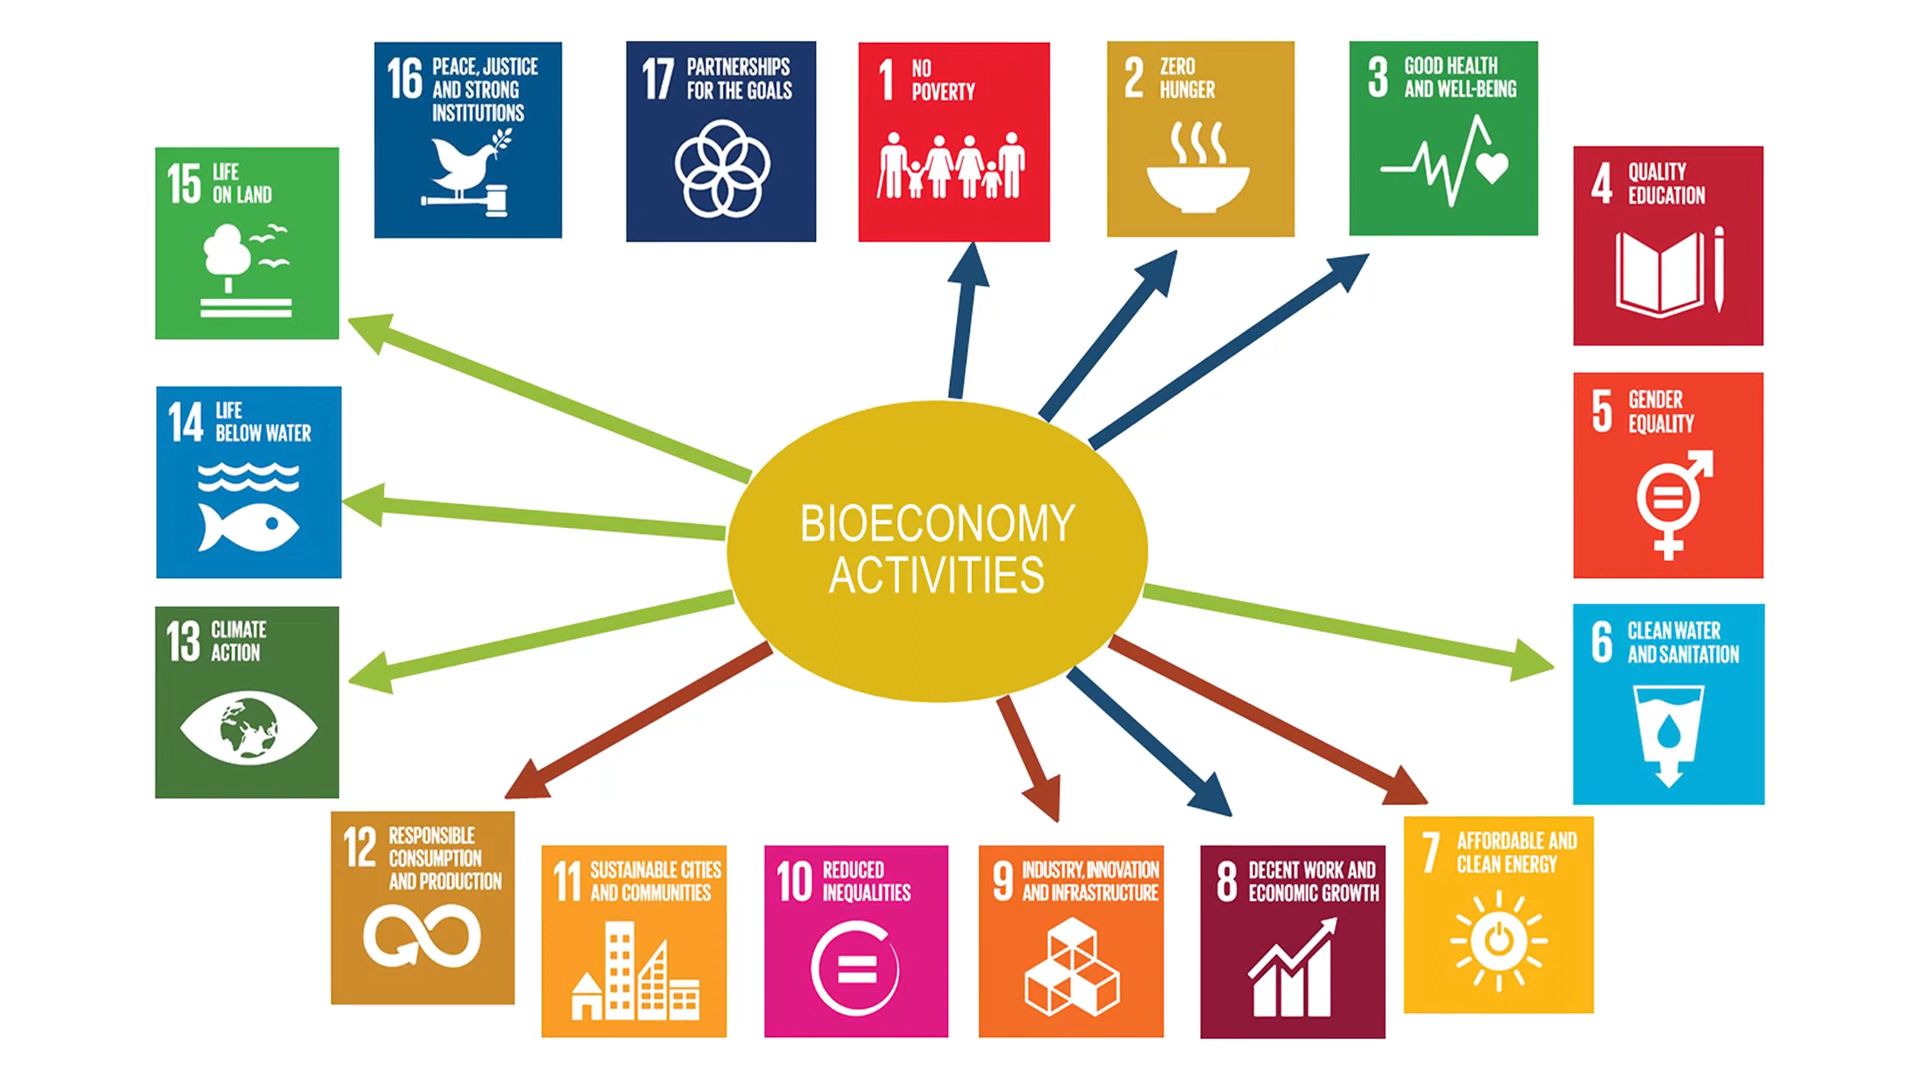 16 PEACE, JUSTICE
AND STRONG
INSTITUTIONS
17 PARTNERSHIPS
FOR THE GOALS
1 NO
POVERTY
2 ZERO
HUNGER
3 GOOD HEALTH
AND WELL-BEING
15 LIFE
ON LAND
4 QUALITY
EDUCATION
14 LIFE
BELOW WATER
5 GENDER
EQUALITY
BIOECONOMY
ACTIVITIES
13 CLIMATE
ACTION
6 CLEAN WATER
AND SANITATION
12 RESPONSIBLE
CONSUMPTION
AND PRODUCTION
11 SUSTAINABLE CITIES
AND COMMUNITIES
10 REDUCED
INEQUALITIES
9 INDUSTRY, INNOVATION
AND INFRASTRUCTURE
8 DECENT WORK AND
ECONOMIC GROWTH
7 AFFORDABLE AND
CLEAN ENERGY